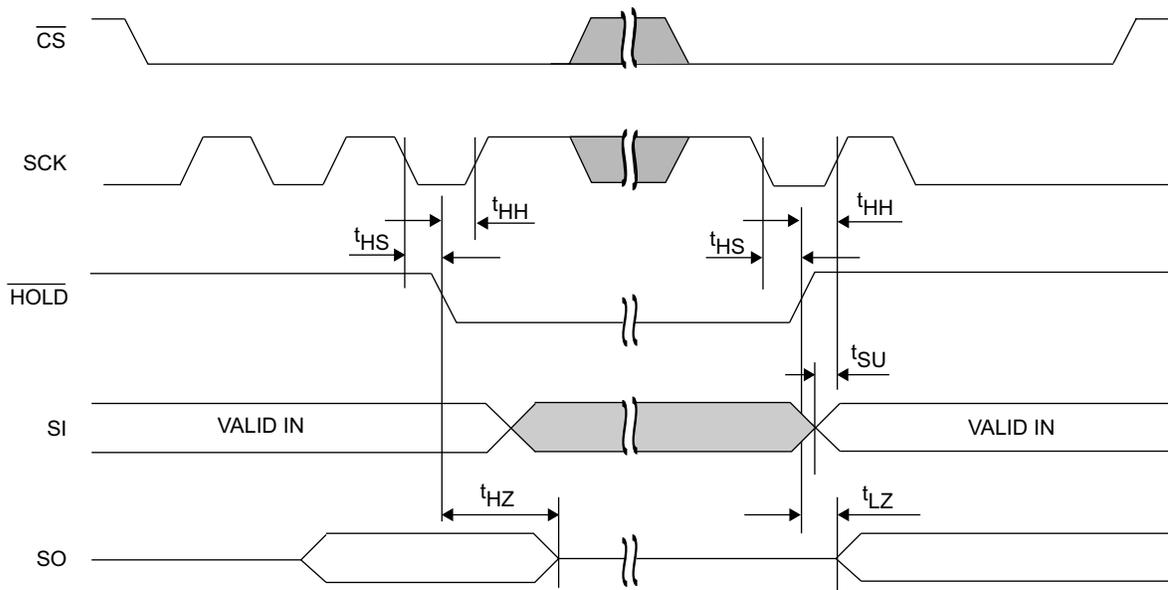 CS
SCK
tHH
tHH
tHS
tHS
HOLD
tSU
SI
VALID IN
VALID IN
tHZ
tLZ
SO